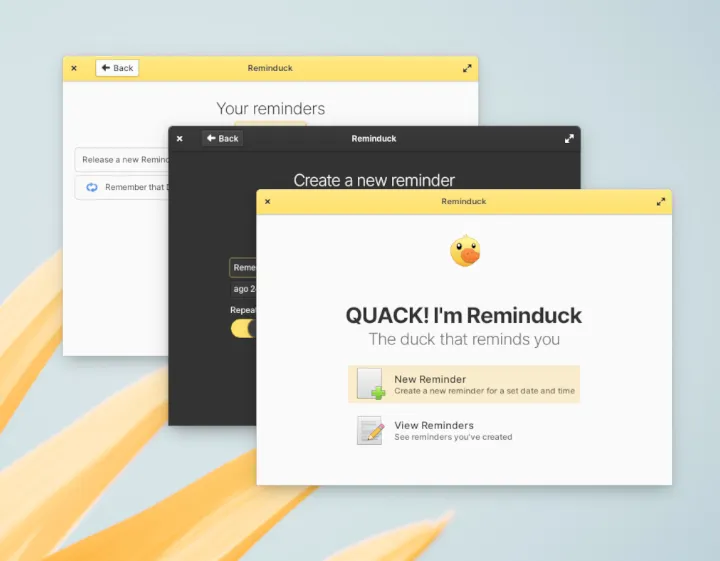 Back
Reminduck
Your reminders
Release a new Remind
Remember that
Back
Reminduck
Create a new reminder
Reme
ago 2
Repeat
Reminduck
QUACK! I'm Reminduck
The duck that reminds you
New Reminder
Create a new reminder for a set date and time
View Reminders
See reminders you've created